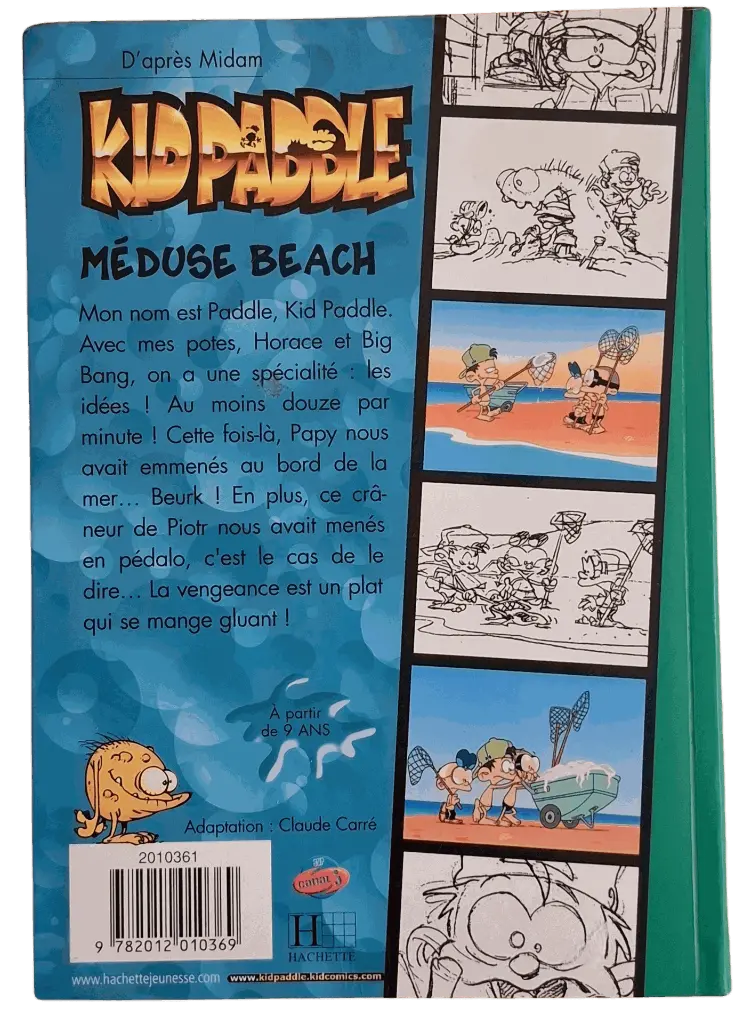 D'après Midam
KID PADDLE
MÉDUSE BEACH
Mon nom est Paddle, Kid Paddle.
Avec mes potes, Horace et Big
Bang, on a une spécialité : les
idées ! Au moins douze par
minute ! Cette fois-là, Papy nous
avait emmenés au bord de la
mer... Beurk ! En plus, ce crâ-
neur de Piotr nous avait menés
en pédalo, c'est le cas de le
dire... La vengeance est un plat
qui se mange gluant !
À partir
de 9 ANS
Adaptation : Claude Carré
2010361
9 782012 010369
canal J
H
HACHETTE
www.hachettejeunesse.com
www.kidpaddle.kidcomics.com